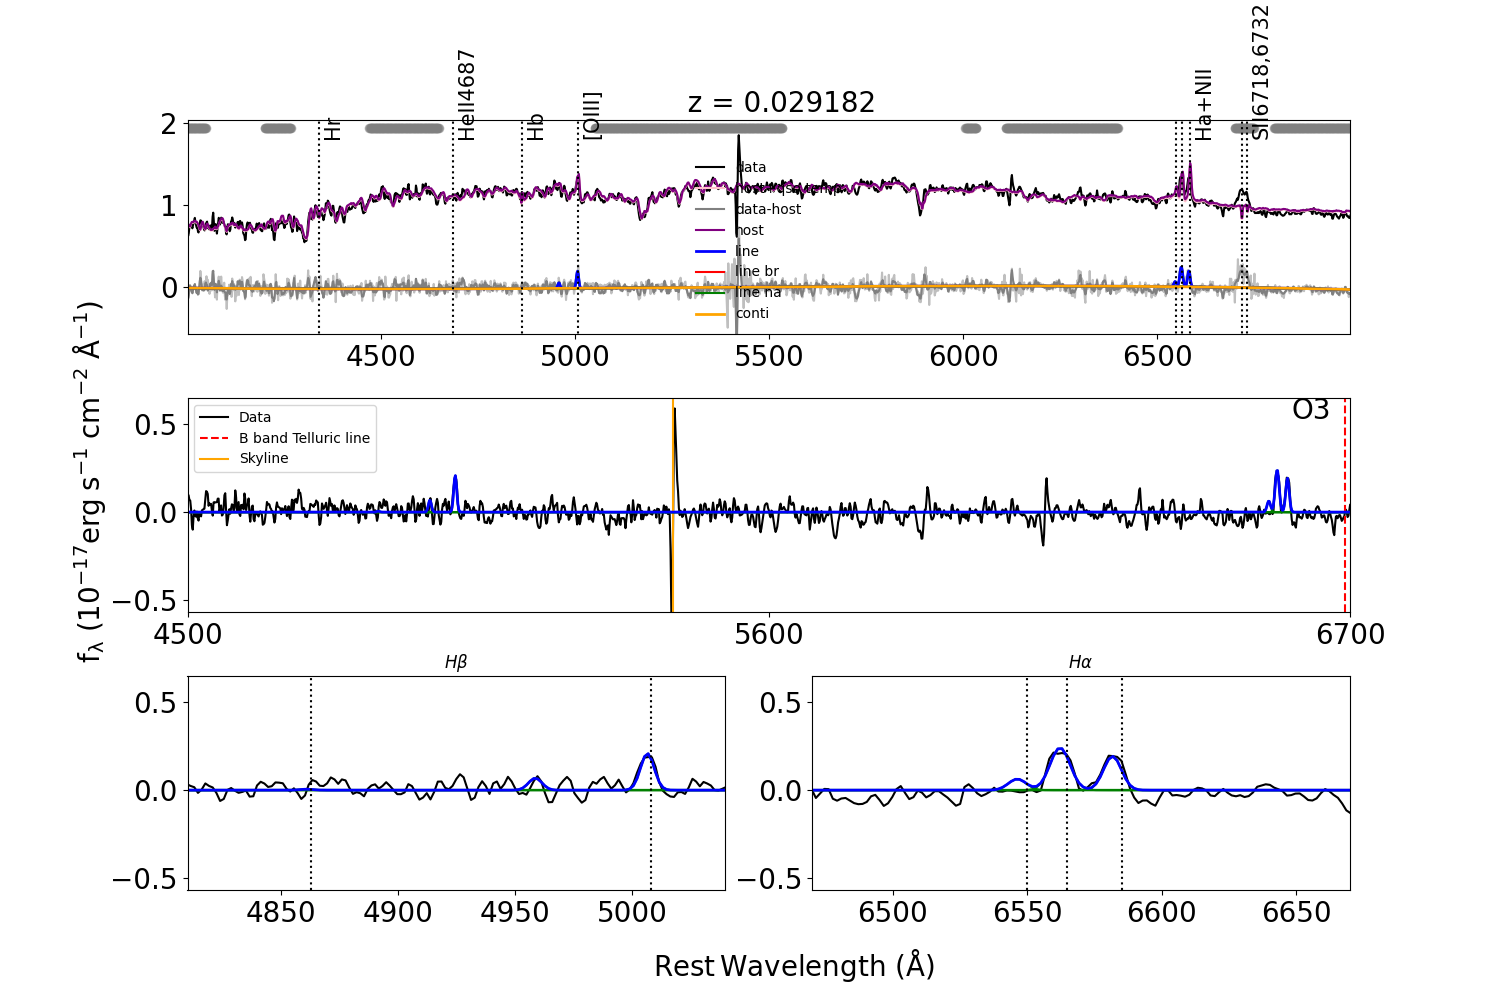 z = 0.029182
Hr
HeII4687
Hb
[OIII]
Ha+NII
SII6718,6732
2
1
0
data
data-host
host
line
line br
line na
conti
4500 5000 5500 6000 6500
f_λ (10^−17 erg s^−1 cm^−2 Å^−1)
O3
Data
B band Telluric line
Skyline
0.5
0.0
−0.5
4500 5600 6700
Hβ
0.5
0.0
−0.5
4850 4900 4950 5000
Hα
0.5
0.0
−0.5
6500 6550 6600 6650
Rest Wavelength (Å)